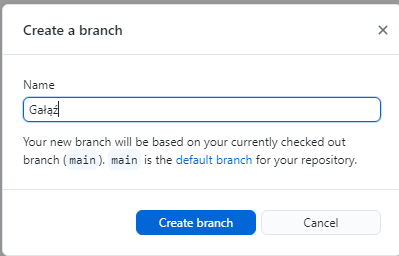 Create a branch
Name
Gałąź
Your new branch will be based on your currently checked out
branch (main). main is the default branch for your repository.
Create branch
Cancel